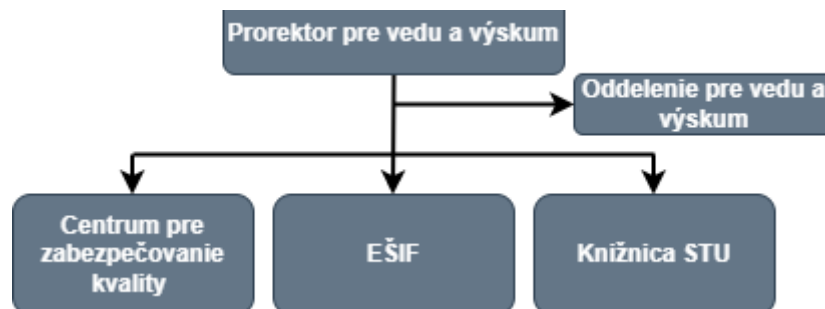 Prorektor pre vedu a výskum
Oddelenie pre vedu a
výskum
Centrum pre
zabezpečovanie
kvality
EŠIF
Knižnica STU